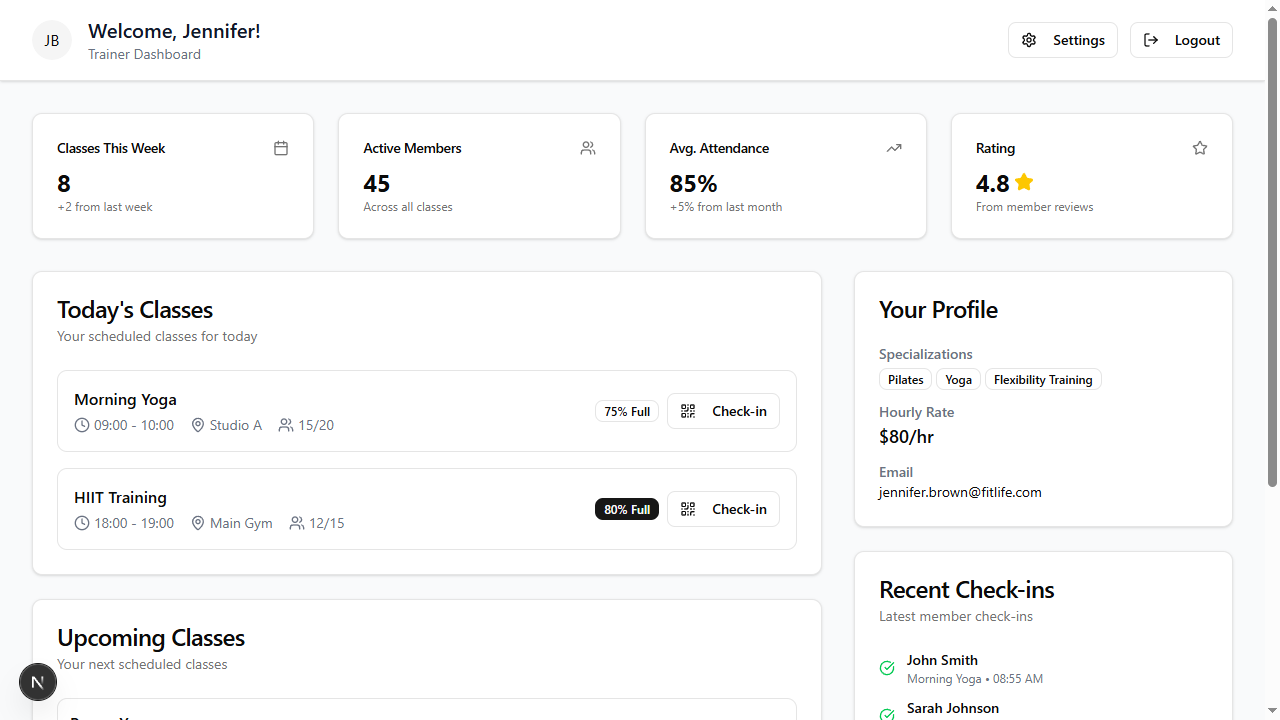 JB
Welcome, Jennifer!
Trainer Dashboard
Settings
Logout
Classes This Week
8
+2 from last week
Active Members
45
Across all classes
Avg. Attendance
85%
+5% from last month
Rating
4.8
From member reviews
Today's Classes
Your scheduled classes for today
Morning Yoga
09:00 - 10:00 Studio A 15/20
75% Full
Check-in
HIIT Training
18:00 - 19:00 Main Gym 12/15
80% Full
Check-in
Upcoming Classes
Your next scheduled classes
N
Your Profile
Specializations
Pilates Yoga Flexibility Training
Hourly Rate
$80/hr
Email
jennifer.brown@fitlife.com
Recent Check-ins
Latest member check-ins
John Smith
Morning Yoga • 08:55 AM
Sarah Johnson